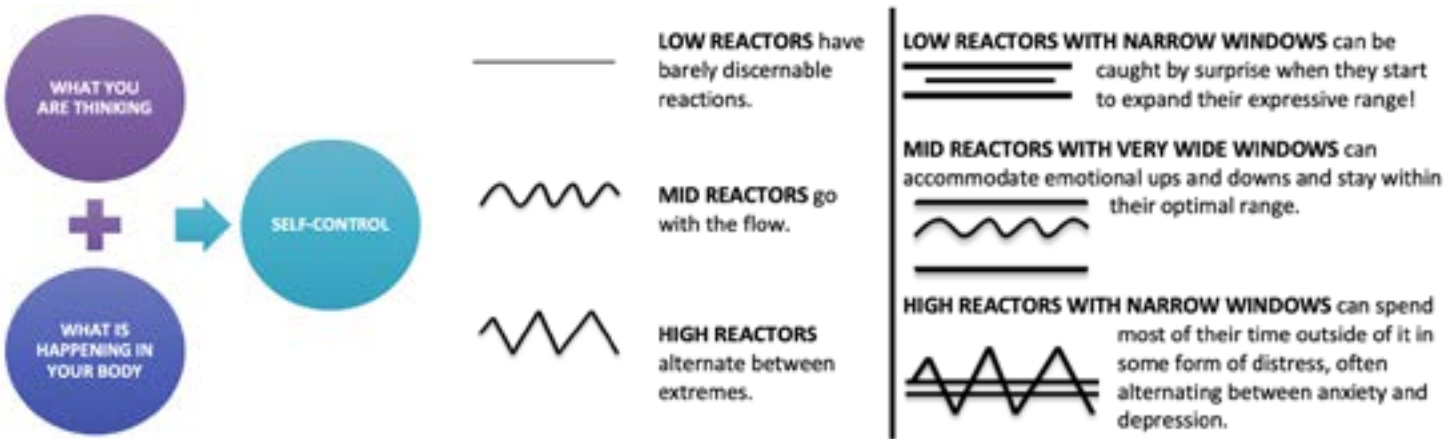 WHAT YOU
ARE THINKING
SELF-CONTROL
WHAT IS
HAPPENING IN
YOUR BODY
LOW REACTORS have
barely discernable
reactions.
MID REACTORS go
with the flow.
HIGH REACTORS
alternate between
extremes.
LOW REACTORS WITH NARROW WINDOWS can be
caught by surprise when they start
to expand their expressive range!
MID REACTORS WITH VERY WIDE WINDOWS can
accommodate emotional ups and downs and stay within
their optimal range.
HIGH REACTORS WITH NARROW WINDOWS can spend
most of their time outside of it in
some form of distress, often
alternating between anxiety and
depression.